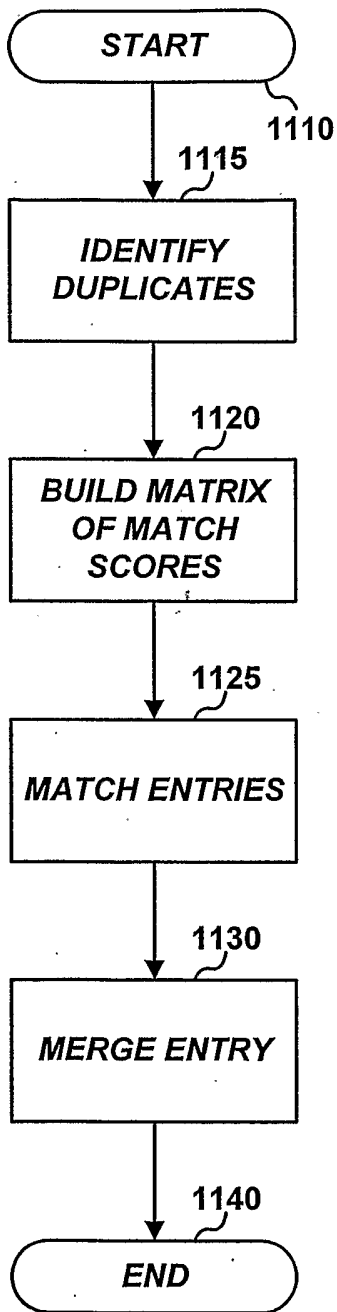 START
1110
1115
IDENTIFY
DUPLICATES
1120
BUILD MATRIX
OF MATCH
SCORES
1125
MATCH ENTRIES
1130
MERGE ENTRY
1140
END